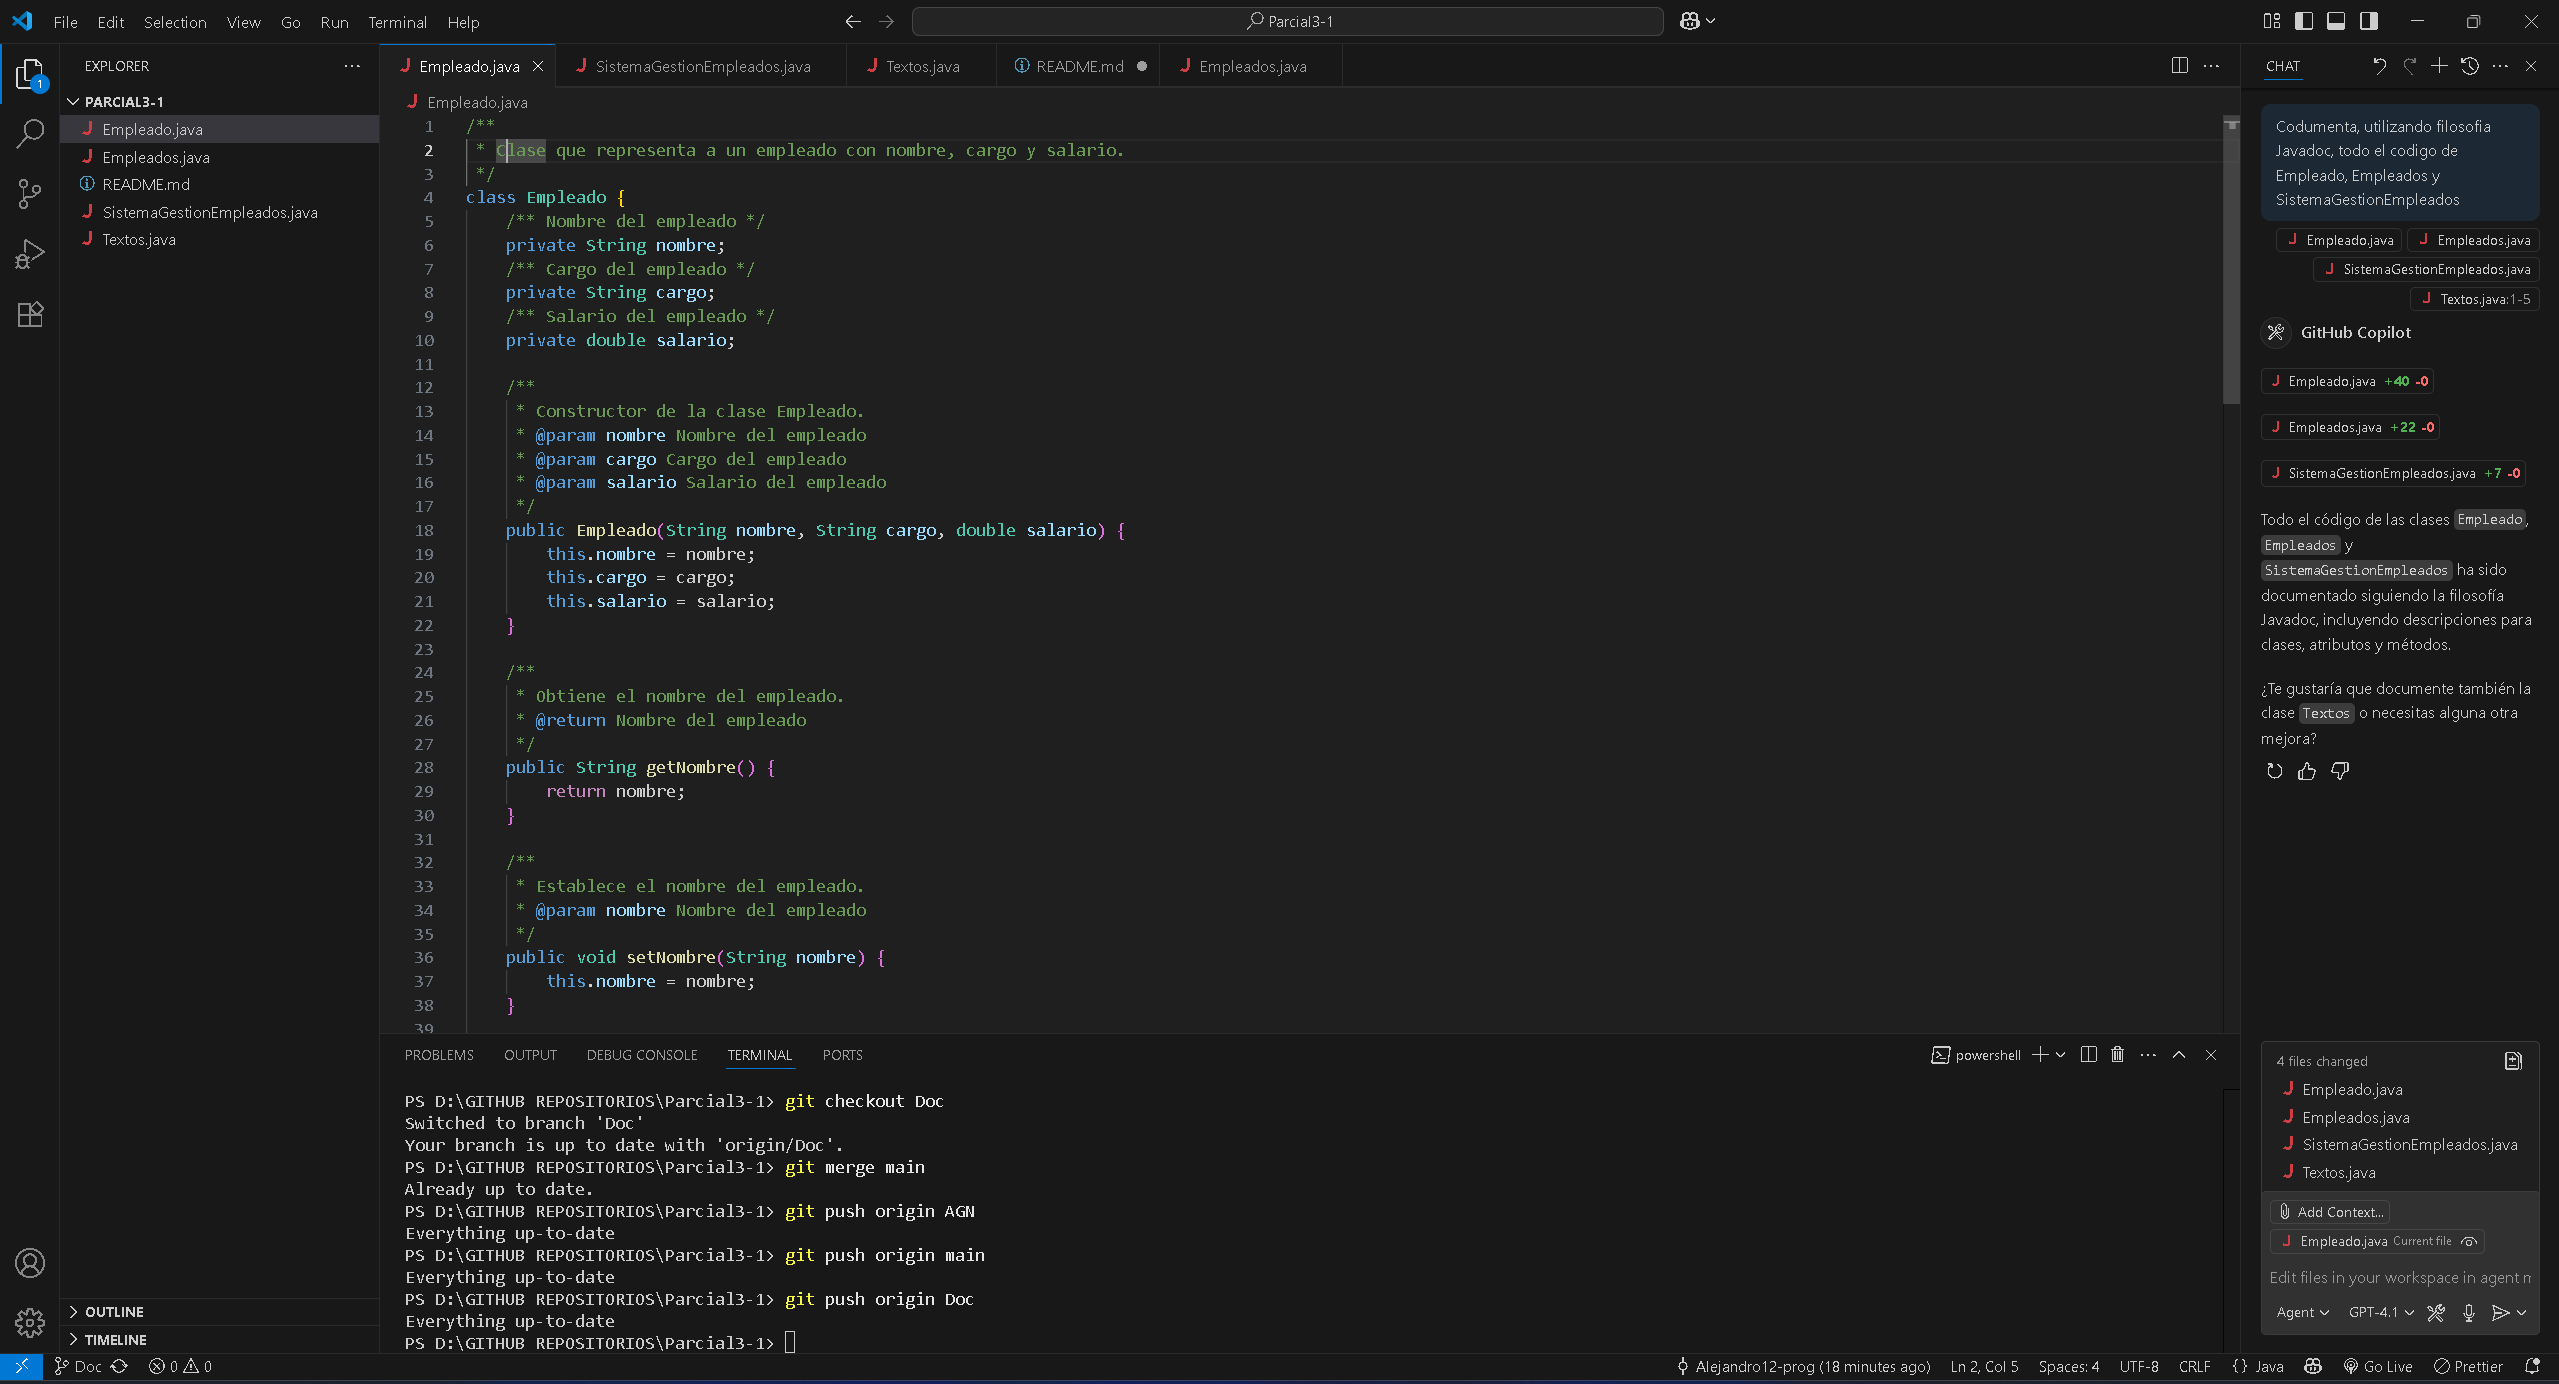 File Edit Selection View Go Run Terminal Help
Parcial3-1
EXPLORER
1
PARCIAL3-1
Empleado.java
Empleados.java
README.md
SistemaGestionEmpleados.java
Textos.java
OUTLINE
TIMELINE
Empleado.java SistemaGestionEmpleados.java Textos.java README.md Empleados.java
Empleado.java
1 /**
2 * Clase que representa a un empleado con nombre, cargo y salario.
3 */
4 class Empleado {
5 /** Nombre del empleado */
6 private String nombre;
7 /** Cargo del empleado */
8 private String cargo;
9 /** Salario del empleado */
10 private double salario;
11
12 /**
13 * Constructor de la clase Empleado.
14 * @param nombre Nombre del empleado
15 * @param cargo Cargo del empleado
16 * @param salario Salario del empleado
17 */
18 public Empleado(String nombre, String cargo, double salario) {
19 this.nombre = nombre;
20 this.cargo = cargo;
21 this.salario = salario;
22 }
23
24 /**
25 * Obtiene el nombre del empleado.
26 * @return Nombre del empleado
27 */
28 public String getNombre() {
29 return nombre;
30 }
31
32 /**
33 * Establece el nombre del empleado.
34 * @param nombre Nombre del empleado
35 */
36 public void setNombre(String nombre) {
37 this.nombre = nombre;
38 }
39
PROBLEMS OUTPUT DEBUG CONSOLE TERMINAL PORTS
powershell
PS D:\GITHUB REPOSITORIOS\Parcial3-1> git checkout Doc
Switched to branch 'Doc'
Your branch is up to date with 'origin/Doc'.
PS D:\GITHUB REPOSITORIOS\Parcial3-1> git merge main
Already up to date.
PS D:\GITHUB REPOSITORIOS\Parcial3-1> git push origin AGN
Everything up-to-date
PS D:\GITHUB REPOSITORIOS\Parcial3-1> git push origin main
Everything up-to-date
PS D:\GITHUB REPOSITORIOS\Parcial3-1> git push origin Doc
Everything up-to-date
PS D:\GITHUB REPOSITORIOS\Parcial3-1>
CHAT
Codumenta, utilizando filosofia
Javadoc, todo el codigo de
Empleado, Empleados y
SistemaGestionEmpleados
Empleado.java Empleados.java
SistemaGestionEmpleados.java
Textos.java:1-5
GitHub Copilot
Empleado.java +40 -0
Empleados.java +22 -0
SistemaGestionEmpleados.java +7 -0
Todo el código de las clases Empleado,
Empleados y
SistemaGestionEmpleados ha sido
documentado siguiendo la filosofía
Javadoc, incluyendo descripciones para
clases, atributos y métodos.
¿Te gustaría que documente también la
clase Textos o necesitas alguna otra
mejora?
4 files changed
Empleado.java
Empleados.java
SistemaGestionEmpleados.java
Textos.java
Add Context...
Empleado.java Current file
Edit files in your workspace in agent m
Agent GPT-4.1
Doc 0 0
Alejandro12-prog (18 minutes ago) Ln 2, Col 5 Spaces: 4 UTF-8 CRLF {} Java Go Live Prettier